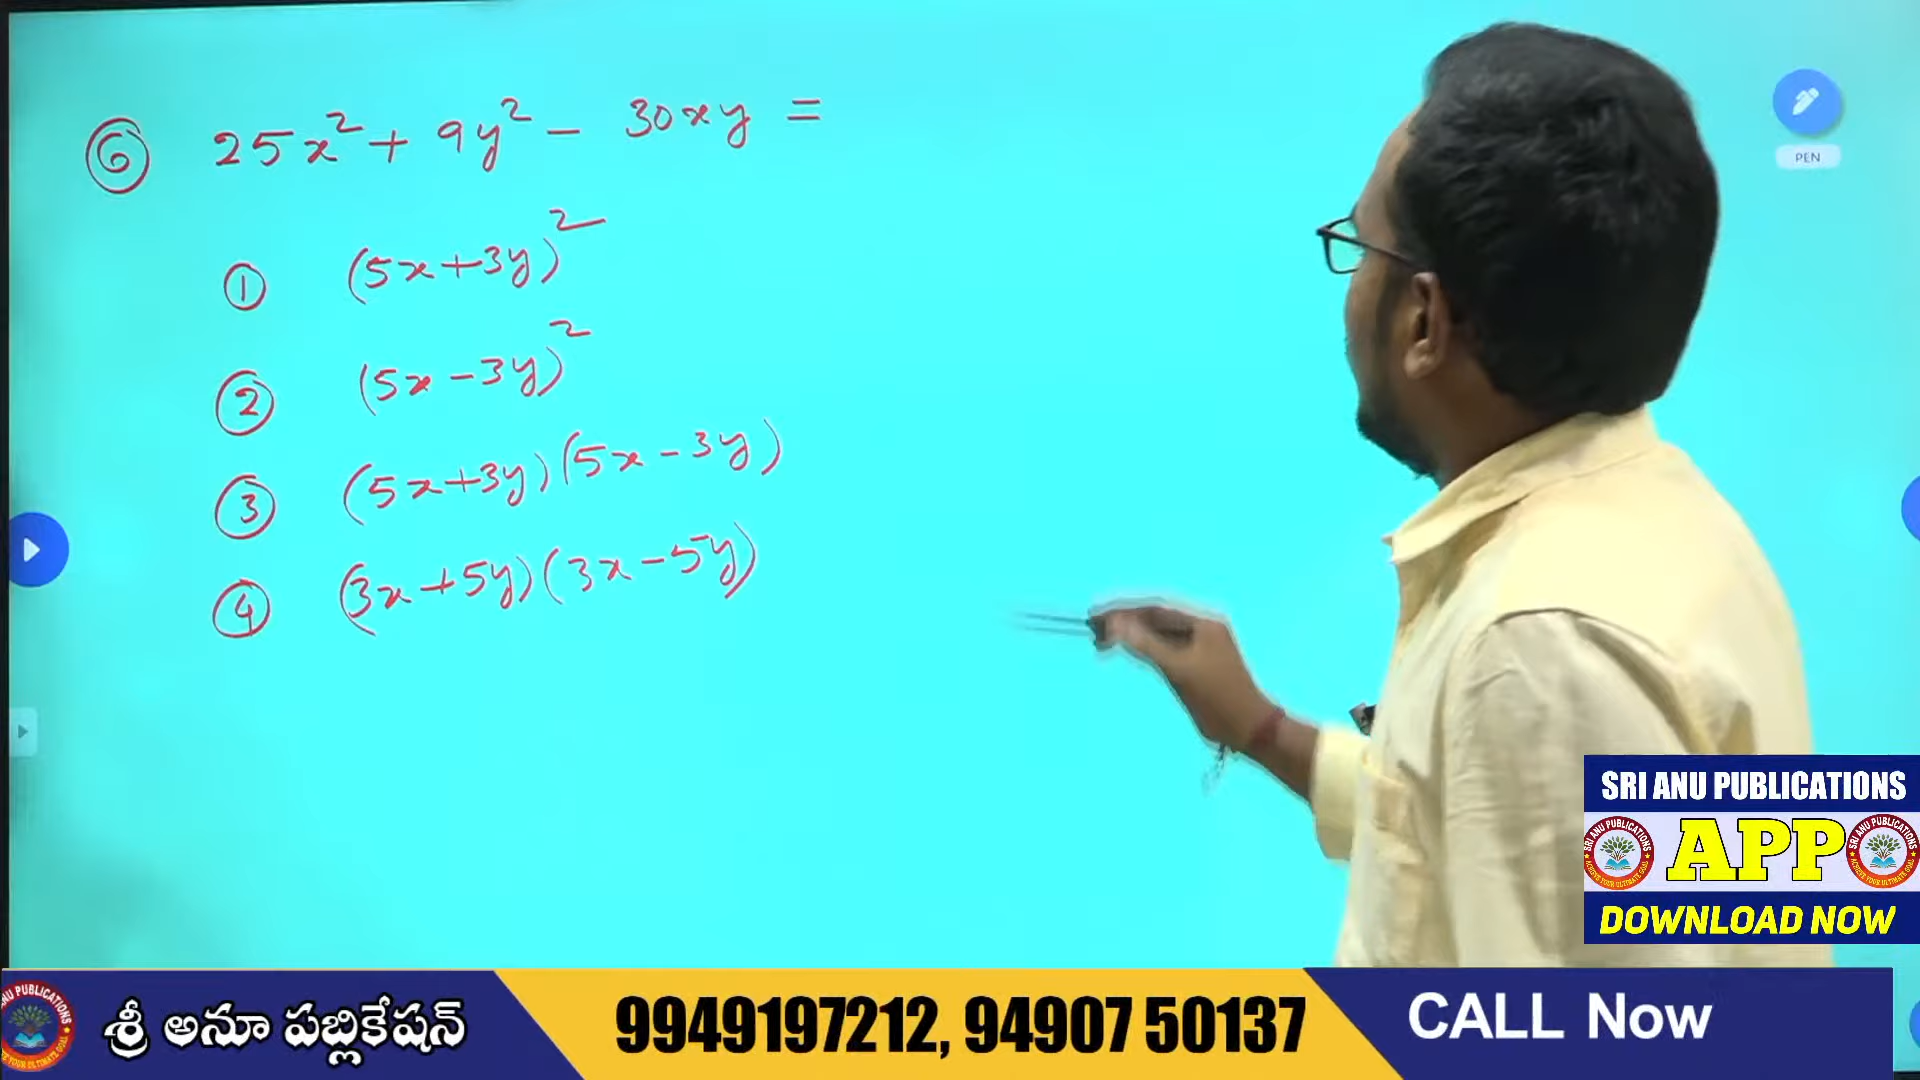 ⑥ 25x² + 9y² - 30xy =
① (5x+3y)²
② (5x-3y)²
③ (5x+3y)(5x-3y)
④ (3x+5y)(3x-5y)
PEN
SRI ANU PUBLICATIONS
APP
DOWNLOAD NOW
శ్రీ అనూ పబ్లికేషన్
9949197212, 94907 50137
CALL Now